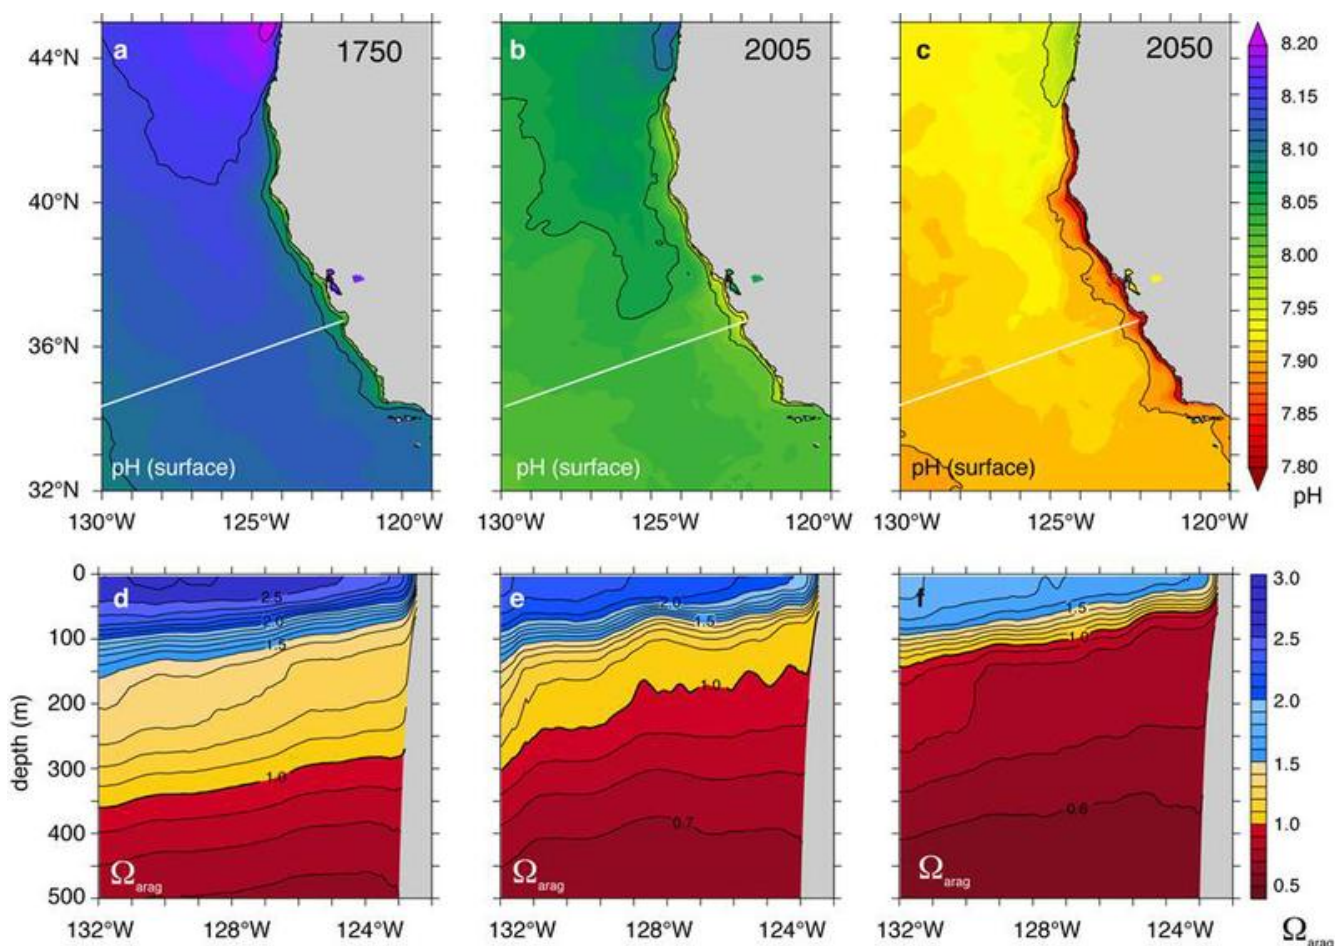 a 1750 b 2005 c 2050
44°N
40°N
36°N
32°N
pH (surface) pH (surface) pH (surface)
8.20
8.15
8.10
8.05
8.00
7.95
7.90
7.85
7.80
pH
130°W 125°W 120°W 130°W 125°W 120°W 130°W 125°W 120°W
d e f
0
100
200
300
400
500
depth (m)
2.5
2.0
1.5
1.0
2.0
1.5
1.0
0.7
1.5
1.0
0.6
Ωarag Ωarag Ωarag
3.0
2.5
2.0
1.5
1.0
0.5
Ωarag
132°W 128°W 124°W 132°W 128°W 124°W 132°W 128°W 124°W